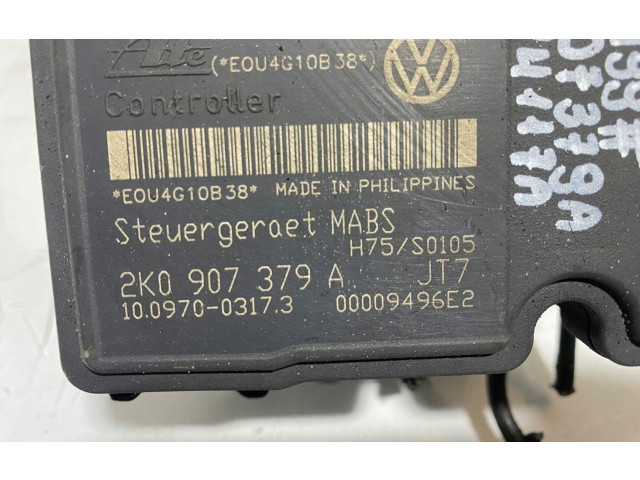 Ate (*EOU4G10B38*)
Controller
*EOU4G10B38* MADE IN PHILIPPINES
Steuergeraet MABS
H75/S0105
2K0 907 379 A JT7
10.0970-0317.3 00009496E2